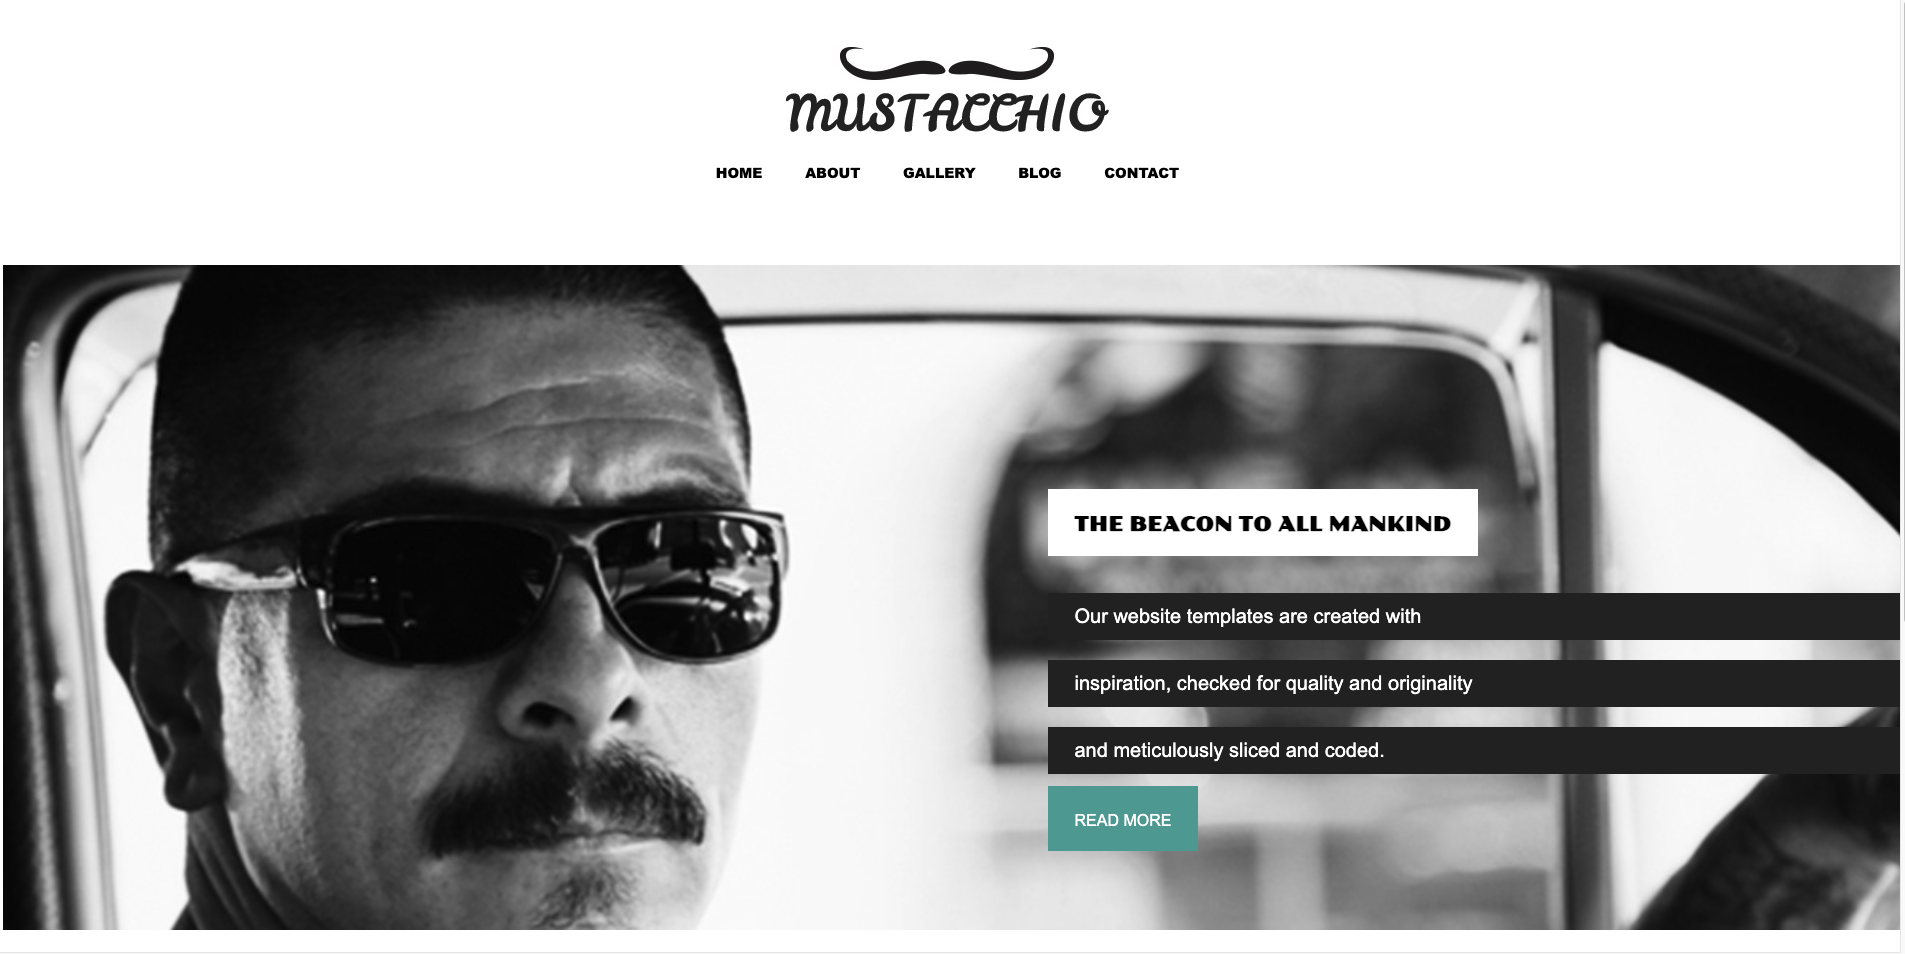 MUSTACCHIO
HOME ABOUT GALLERY BLOG CONTACT
THE BEACON TO ALL MANKIND
Our website templates are created with
inspiration, checked for quality and originality
and meticulously sliced and coded.
READ MORE